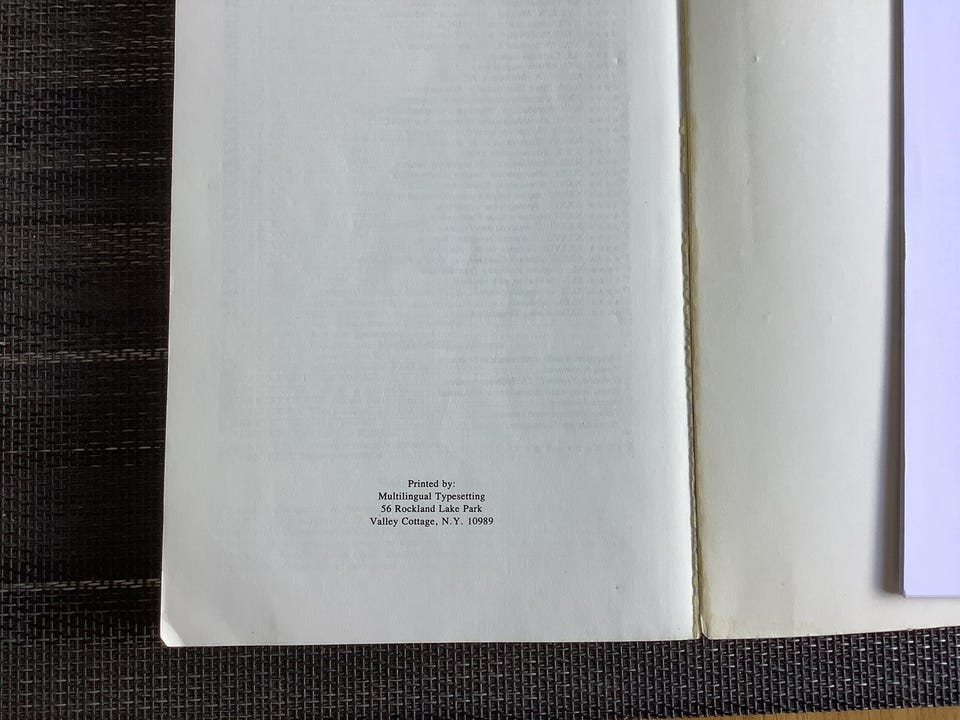 Printed by:
Multilingual Typesetting
56 Rockland Lake Park
Valley Cottage, N.Y. 10989